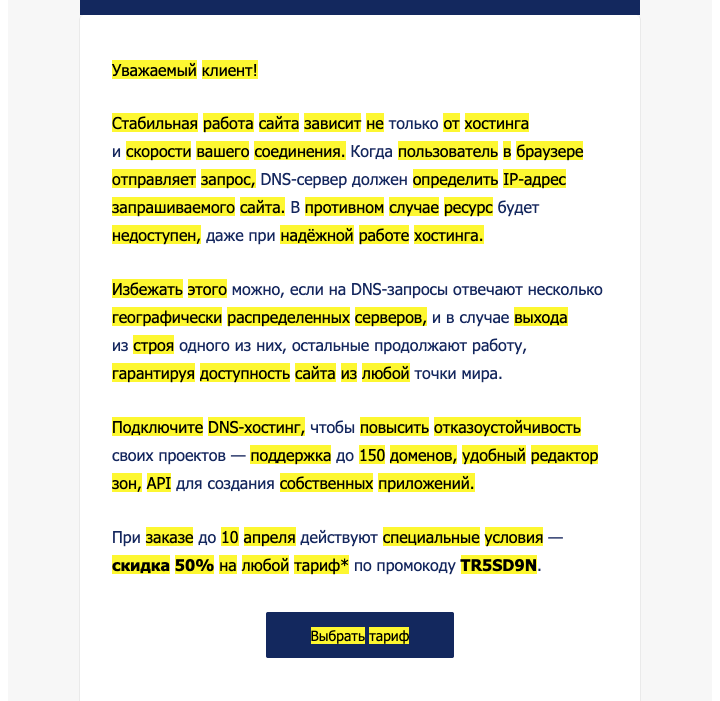 Уважаемый клиент!
Стабильная работа сайта зависит не только от хостинга
и скорости вашего соединения. Когда пользователь в браузере
отправляет запрос, DNS-сервер должен определить IP-адрес
запрашиваемого сайта. В противном случае ресурс будет
недоступен, даже при надёжной работе хостинга.
Избежать этого можно, если на DNS-запросы отвечают несколько
географически распределенных серверов, и в случае выхода
из строя одного из них, остальные продолжают работу,
гарантируя доступность сайта из любой точки мира.
Подключите DNS-хостинг, чтобы повысить отказоустойчивость
своих проектов — поддержка до 150 доменов, удобный редактор
зон, API для создания собственных приложений.
При заказе до 10 апреля действуют специальные условия —
скидка 50% на любой тариф* по промокоду TR5SD9N.
Выбрать тариф